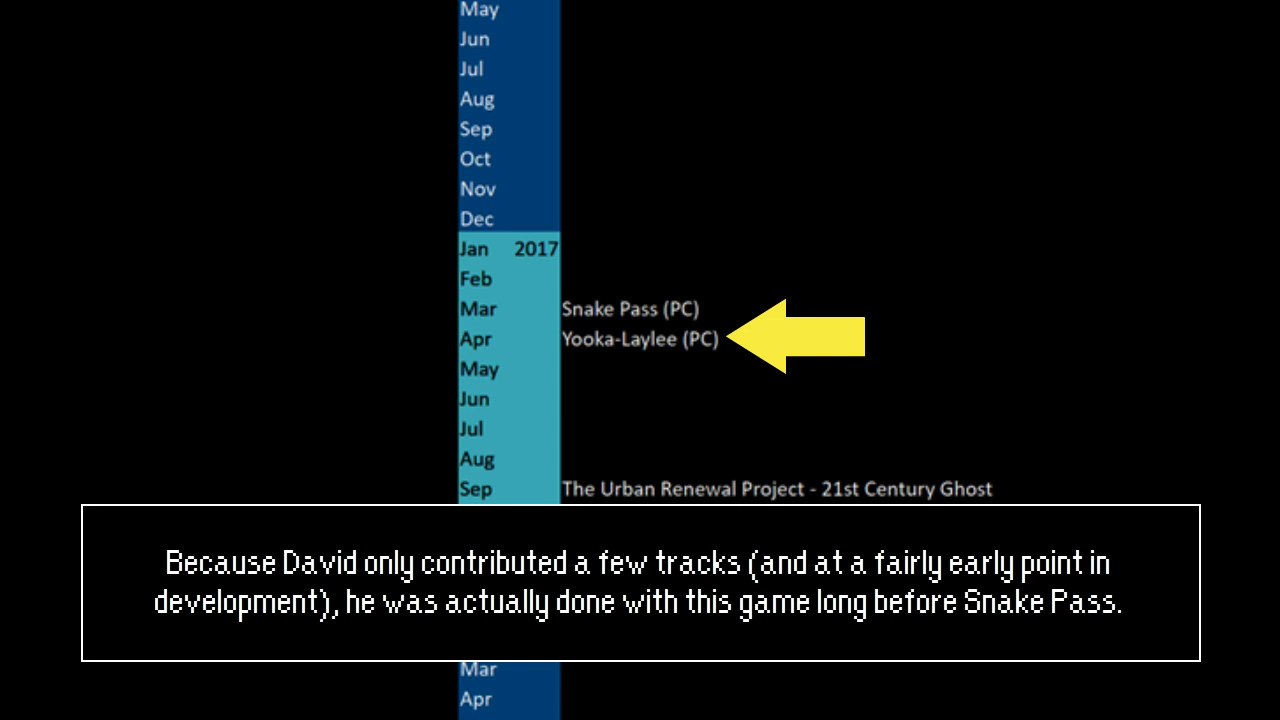 May
Jun
Jul
Aug
Sep
Oct
Nov
Dec
Jan 2017
Feb
Mar Snake Pass (PC)
Apr Yooka-Laylee (PC)
May
Jun
Jul
Aug
Sep The Urban Renewal Project - 21st Century Ghost
Because David only contributed a few tracks (and at a fairly early point in
development), he was actually done with this game long before Snake Pass.
Mar
Apr